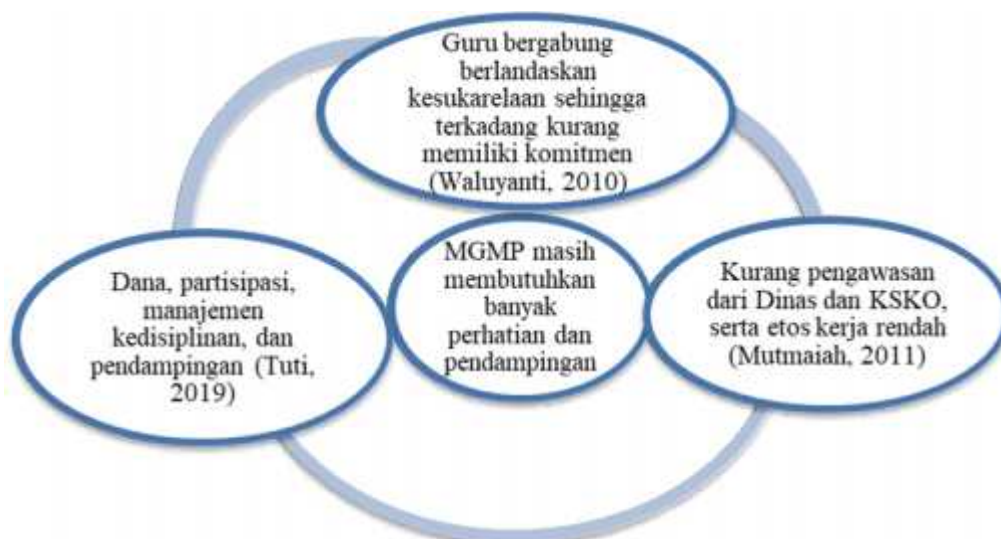 Guru bergabung
berlandaskan
kesukarelaan sehingga
terkadang kurang
memiliki komitmen
(Waluyanti, 2010)
Dana, partisipasi,
manajemen
kedisiplinan, dan
pendampingan (Tuti,
2019)
MGMP masih
membutuhkan
banyak
perhatian dan
pendampingan
Kurang pengawasan
dari Dinas dan KSKO,
serta etos kerja rendah
(Mutmaiah, 2011)